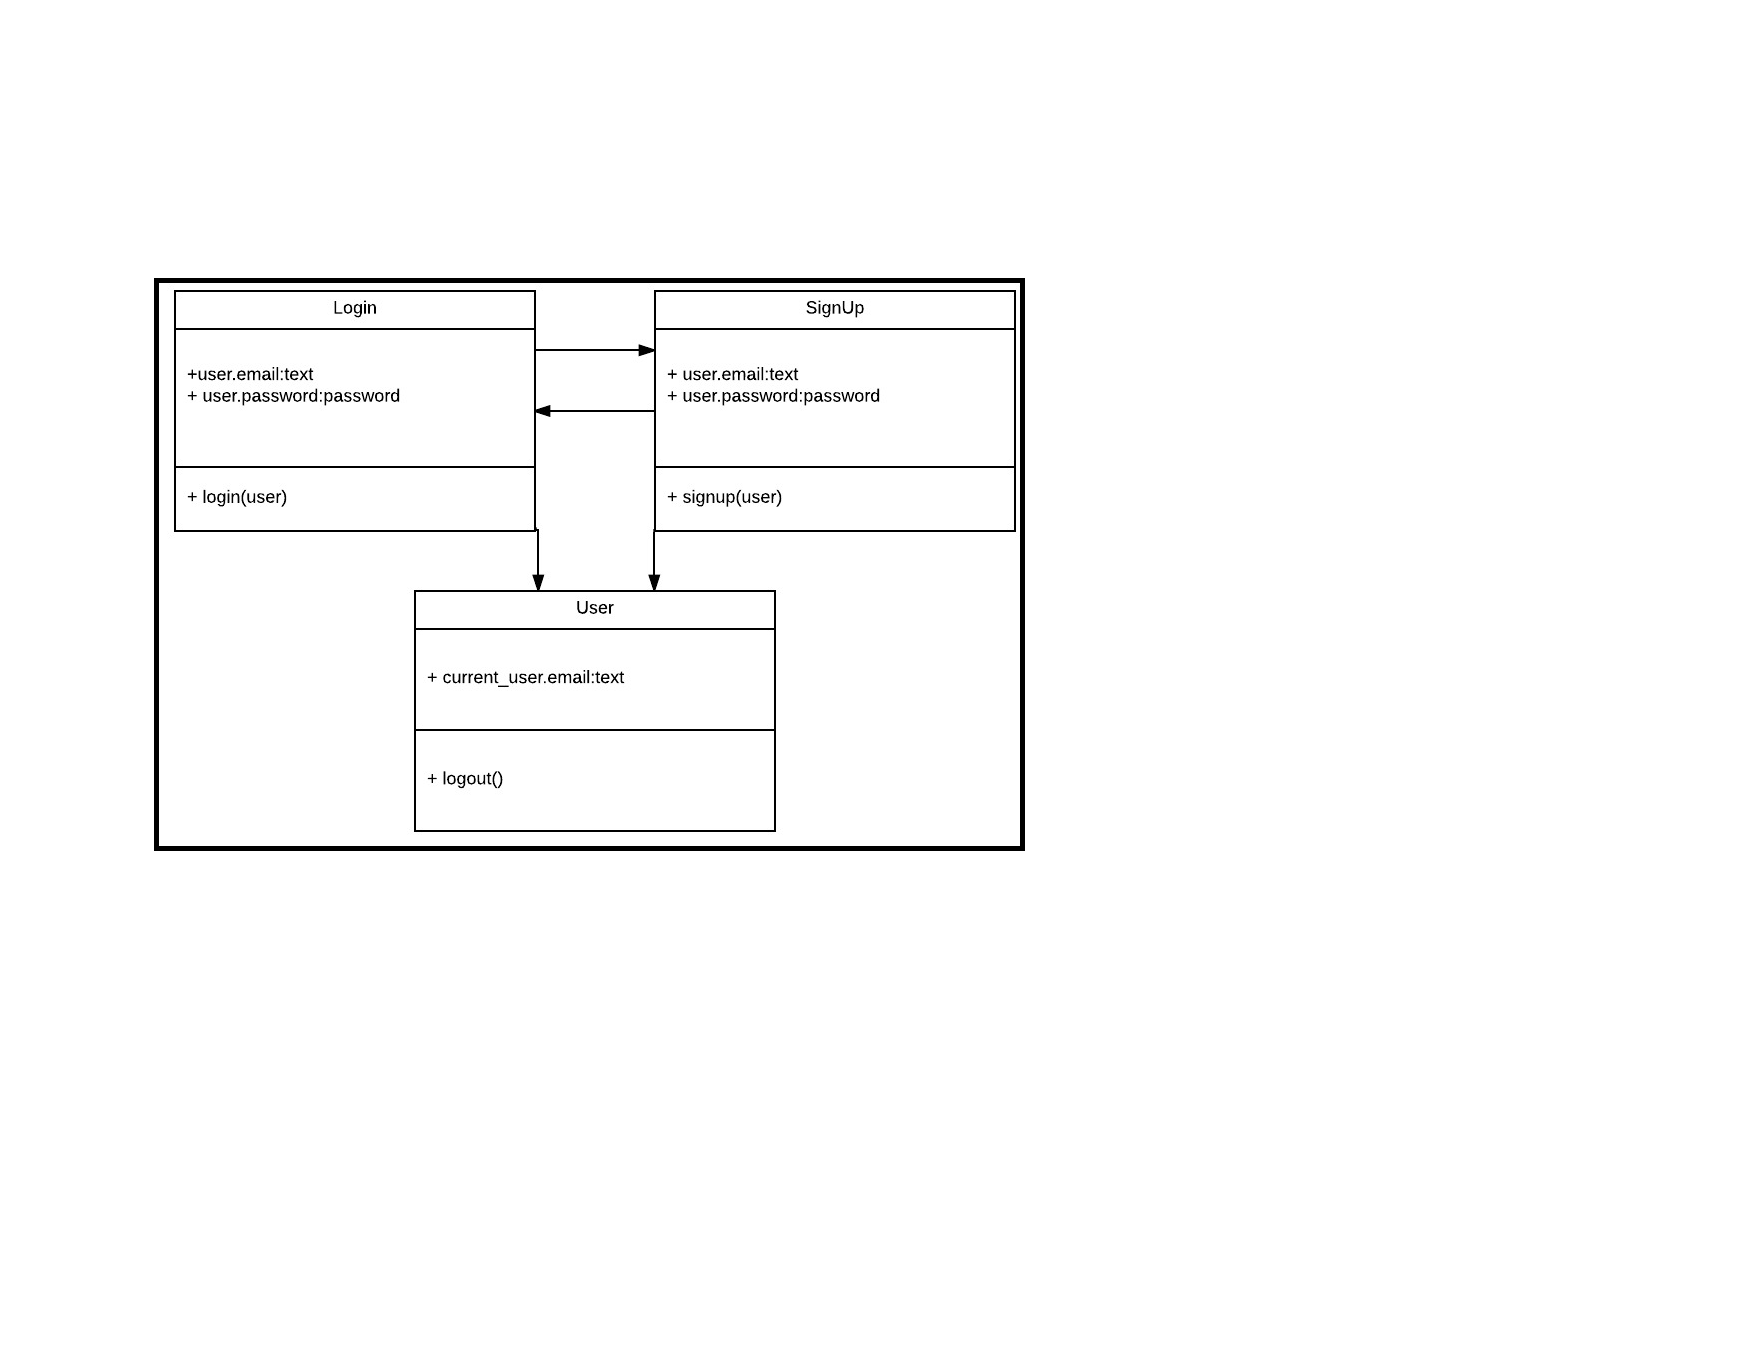 Login
+user.email:text
+ user.password:password
+ login(user)
SignUp
+ user.email:text
+ user.password:password
+ signup(user)
User
+ current_user.email:text
+ logout()